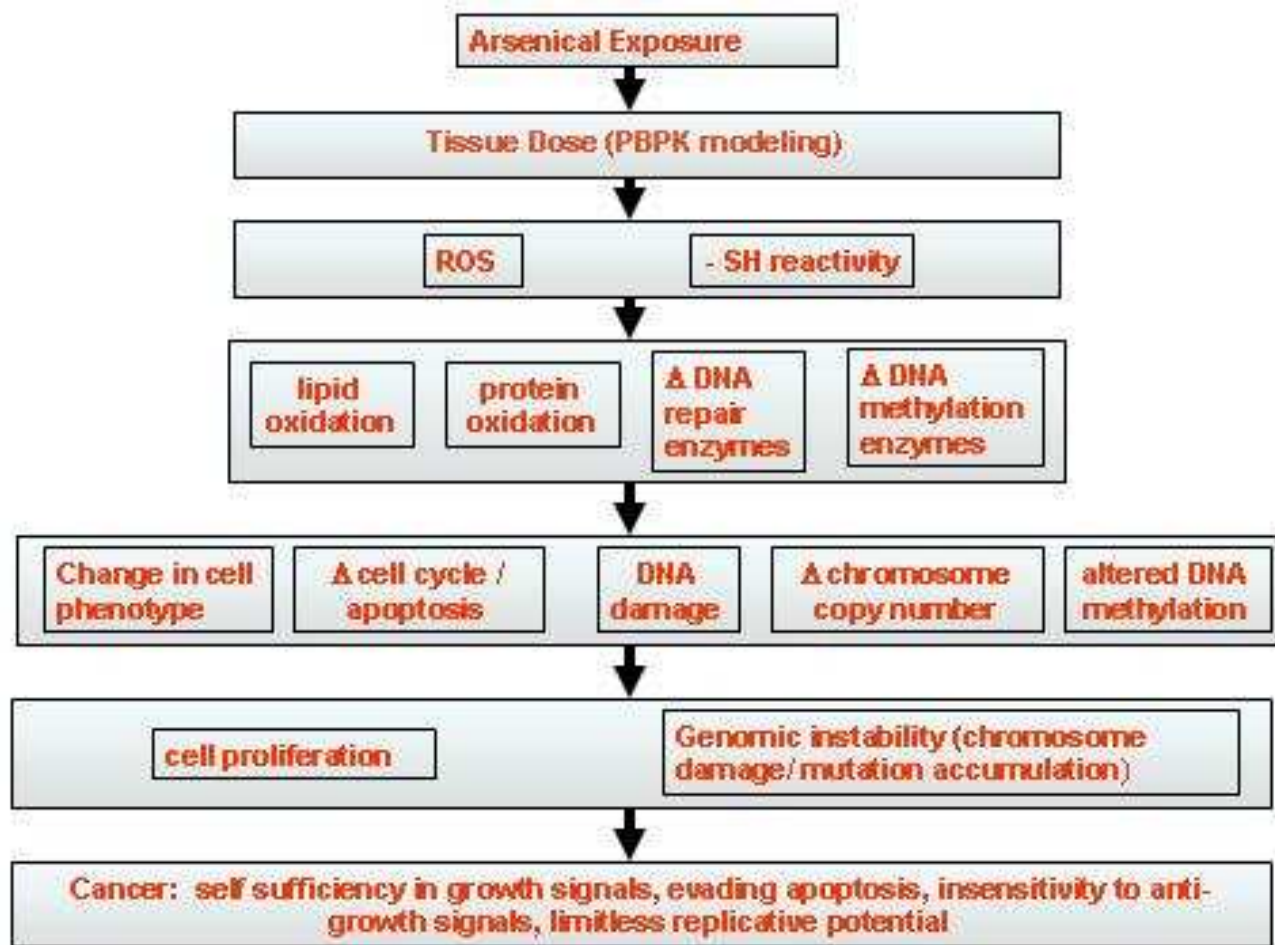 Arsenical Exposure
Tissue Dose (PBPK modeling)
ROS
- SH reactivity
lipid
oxidation
protein
oxidation
Δ DNA
repair
enzymes
Δ DNA
methylation
enzymes
Change in cell
phenotype
Δ cell cycle /
apoptosis
DNA
damage
Δ chromosome
copy number
altered DNA
methylation
cell proliferation
Genomic instability (chromosome
damage/ mutation accumulation)
Cancer: self sufficiency in growth signals, evading apoptosis, insensitivity to anti-
growth signals, limitless replicative potential